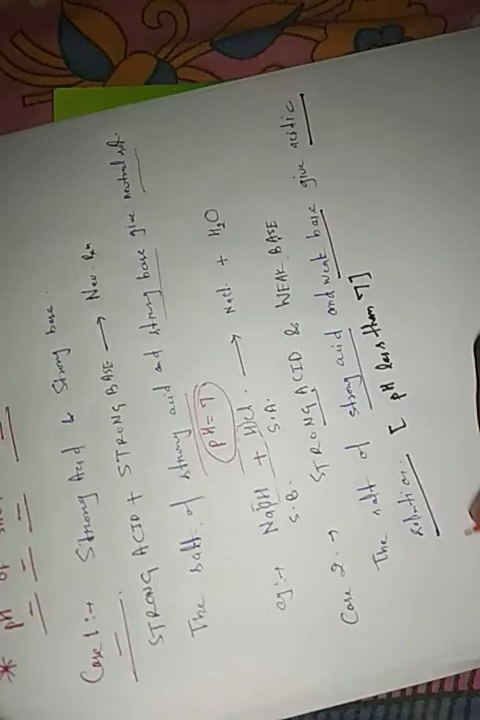 * pH of
Case 1 :→ Strong Acid & Strong base.
STRONG ACID + STRONG BASE → Neu. Rxn
The salt of strong acid and strong base give neutral sol.
pH = 7
eg :→ NaOH + HCl. → NaCl. + H2O
S.B. S.A.
Case 2 :→ STRONG ACID & WEAK BASE
The salt of strong acid and weak base give acidic
solution. [ pH less than 7 ]